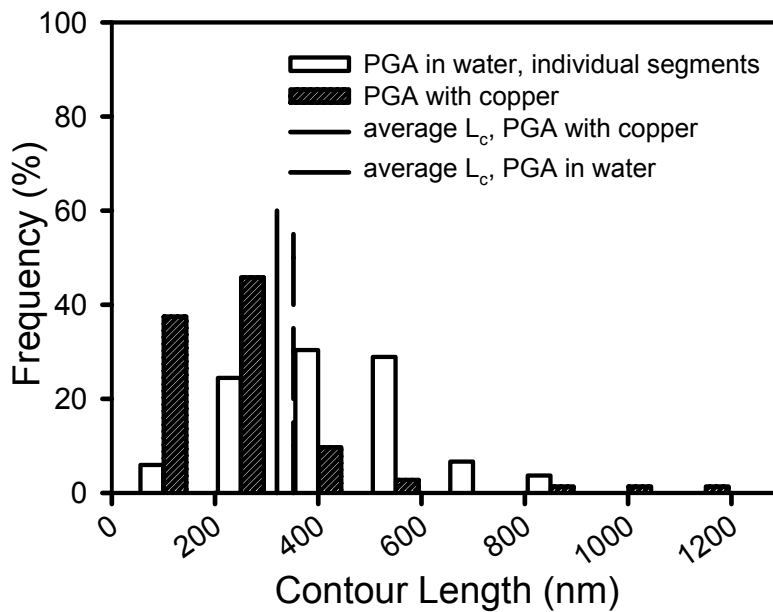 100
80
60
40
20
0
Frequency (%)
PGA in water, individual segments
PGA with copper
average Lc, PGA with copper
average Lc, PGA in water
0 200 400 600 800 1000 1200
Contour Length (nm)